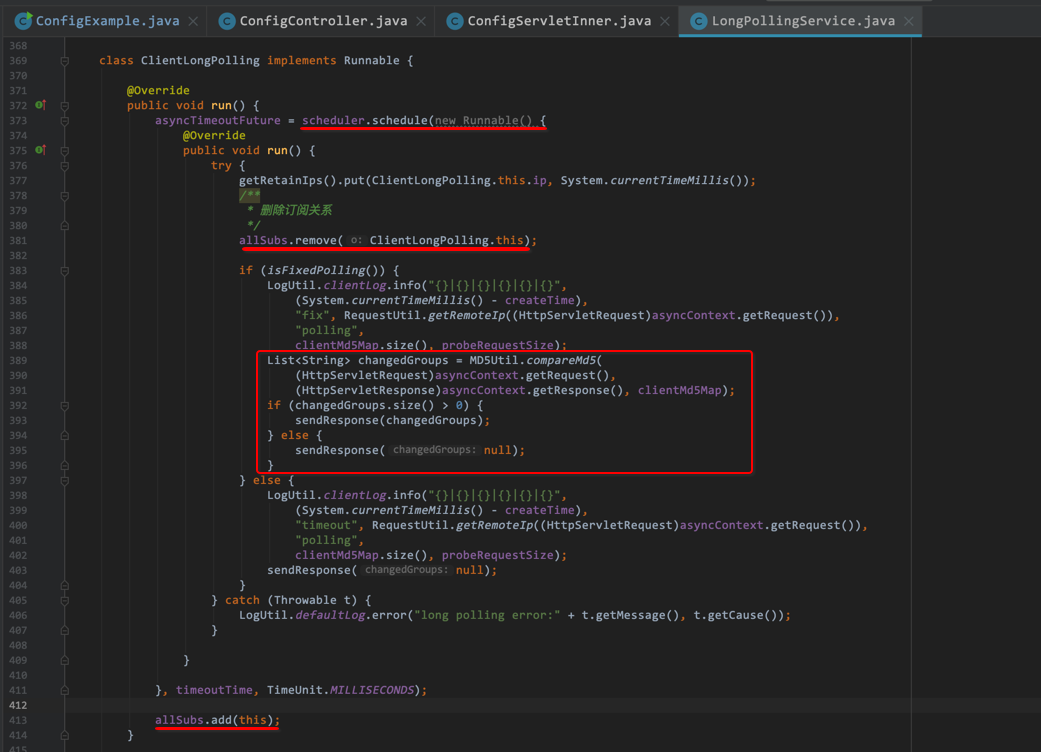 ConfigExample.java
ConfigController.java
ConfigServletInner.java
LongPollingService.java
368
369 class ClientLongPolling implements Runnable {
370
371 @Override
372 public void run() {
373 asyncTimeoutFuture = scheduler.schedule(new Runnable() {
374 @Override
375 public void run() {
376 try {
377 getRetainIps().put(ClientLongPolling.this.ip, System.currentTimeMillis());
378 /**
379 * 删除订阅关系
380 */
381 allSubs.remove( o: ClientLongPolling.this);
382
383 if (isFixedPolling()) {
384 LogUtil.clientLog.info("{}|{}|{}|{}|{}|{}",
385 (System.currentTimeMillis() - createTime),
386 "fix", RequestUtil.getRemoteIp((HttpServletRequest)asyncContext.getRequest()),
387 "polling",
388 clientMd5Map.size(), probeRequestSize);
389 List<String> changedGroups = MD5Util.compareMd5(
390 (HttpServletRequest)asyncContext.getRequest(),
391 (HttpServletResponse)asyncContext.getResponse(), clientMd5Map);
392 if (changedGroups.size() > 0) {
393 sendResponse(changedGroups);
394 } else {
395 sendResponse( changedGroups: null);
396 }
397 } else {
398 LogUtil.clientLog.info("{}|{}|{}|{}|{}|{}",
399 (System.currentTimeMillis() - createTime),
400 "timeout", RequestUtil.getRemoteIp((HttpServletRequest)asyncContext.getRequest()),
401 "polling",
402 clientMd5Map.size(), probeRequestSize);
403 sendResponse( changedGroups: null);
404 }
405 } catch (Throwable t) {
406 LogUtil.defaultLog.error("long polling error:" + t.getMessage(), t.getCause());
407 }
408
409 }
410
411 }, timeoutTime, TimeUnit.MILLISECONDS);
412
413 allSubs.add(this);
414 }
415